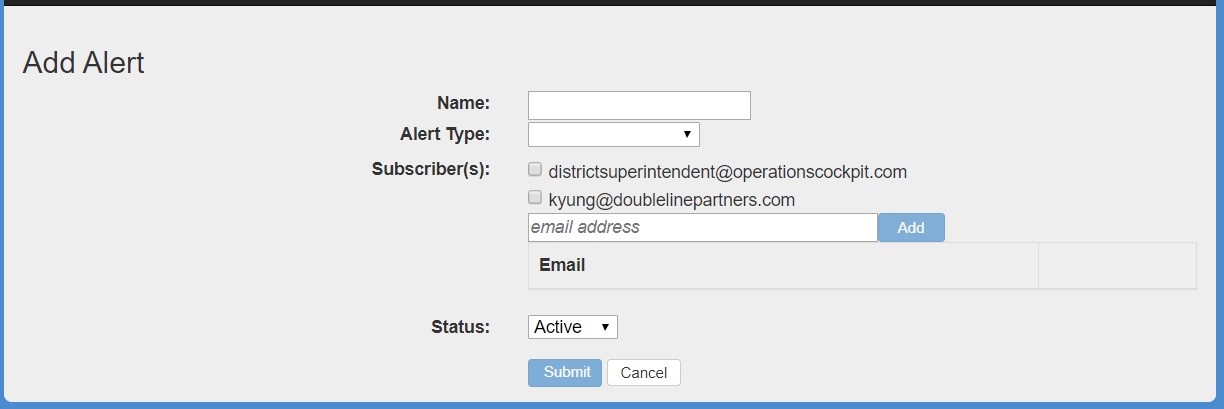 Add Alert
Name:
Alert Type:
Subscriber(s):
districtsuperintendent@operationscockpit.com
kyung@doublelinepartners.com
email address
Add
Email
Status:
Active
Submit
Cancel